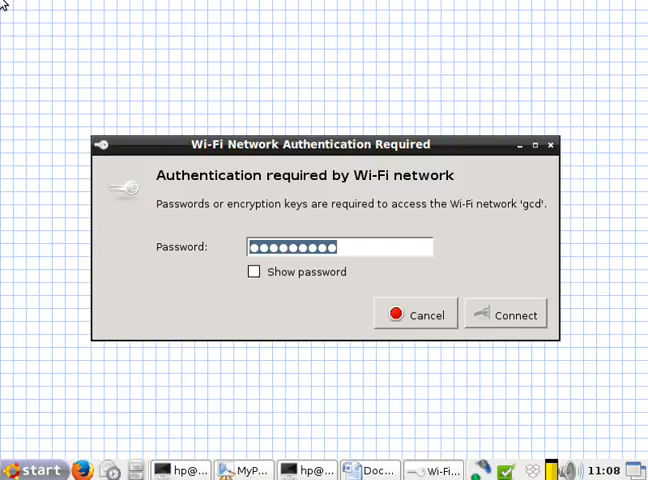 Wi-Fi Network Authentication Required
Authentication required by Wi-Fi network
Passwords or encryption keys are required to access the Wi-Fi network 'gcd'.
Password: ●●●●●●●●●
Show password
Cancel Connect
start hp@... MyP... hp@... Doc... Wi-Fi... 11:08